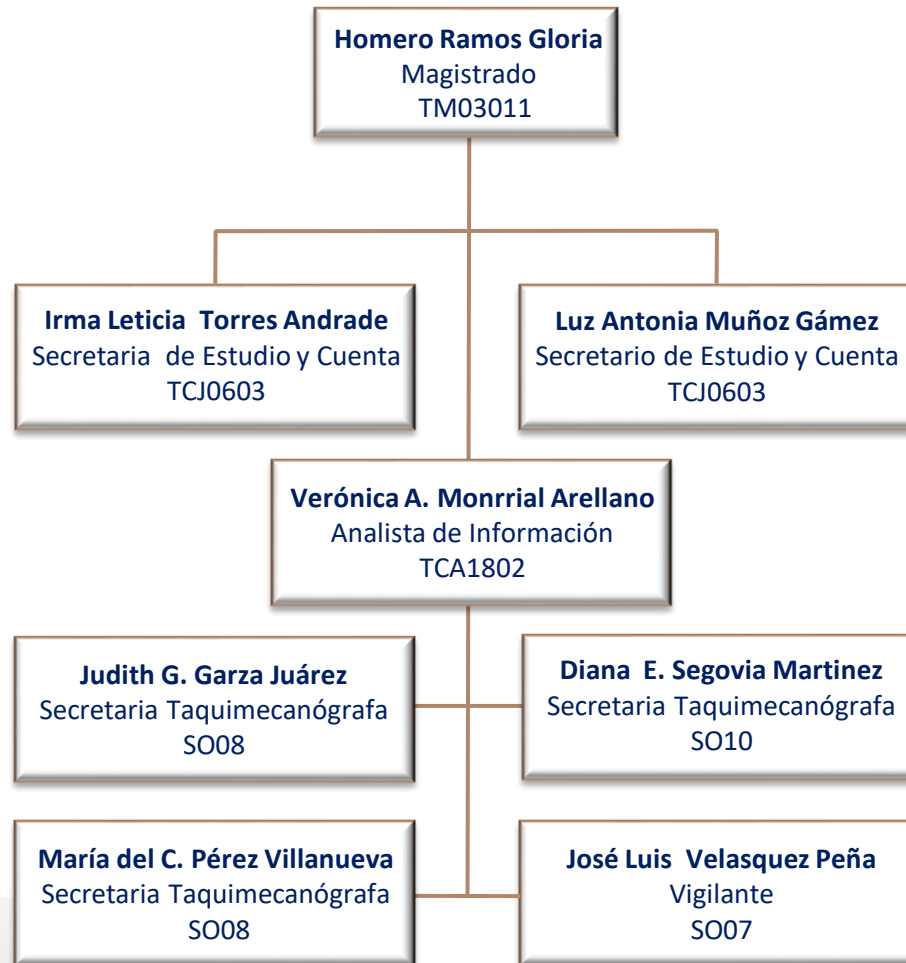 Homero Ramos Gloria
Magistrado
TM03011
Irma Leticia Torres Andrade
Secretaria de Estudio y Cuenta
TCJ0603
Luz Antonia Muñoz Gámez
Secretario de Estudio y Cuenta
TCJ0603
Verónica A. Monrrial Arellano
Analista de Información
TCA1802
Judith G. Garza Juárez
Secretaria Taquimecanógrafa
SO08
Diana E. Segovia Martinez
Secretaria Taquimecanógrafa
SO10
María del C. Pérez Villanueva
Secretaria Taquimecanógrafa
SO08
José Luis Velasquez Peña
Vigilante
SO07